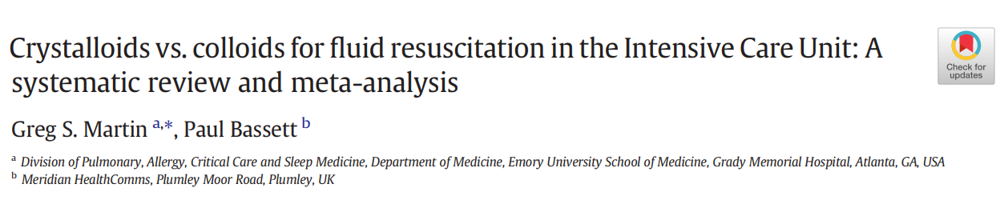 Crystalloids vs. colloids for fluid resuscitation in the Intensive Care Unit: A
systematic review and meta-analysis
Check for
updates
Greg S. Martin a,*, Paul Bassett b
a Division of Pulmonary, Allergy, Critical Care and Sleep Medicine, Department of Medicine, Emory University School of Medicine, Grady Memorial Hospital, Atlanta, GA, USA
b Meridian HealthComms, Plumley Moor Road, Plumley, UK